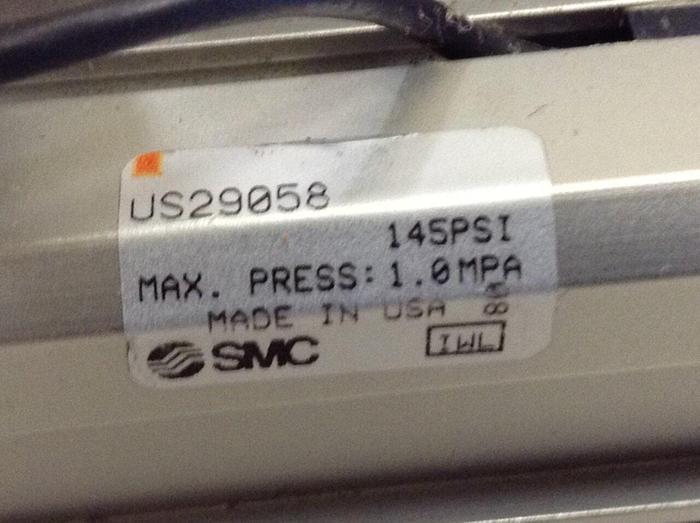 US29058
145PSI
MAX. PRESS: 1.0MPA
MADE IN USA
SMC
IWL